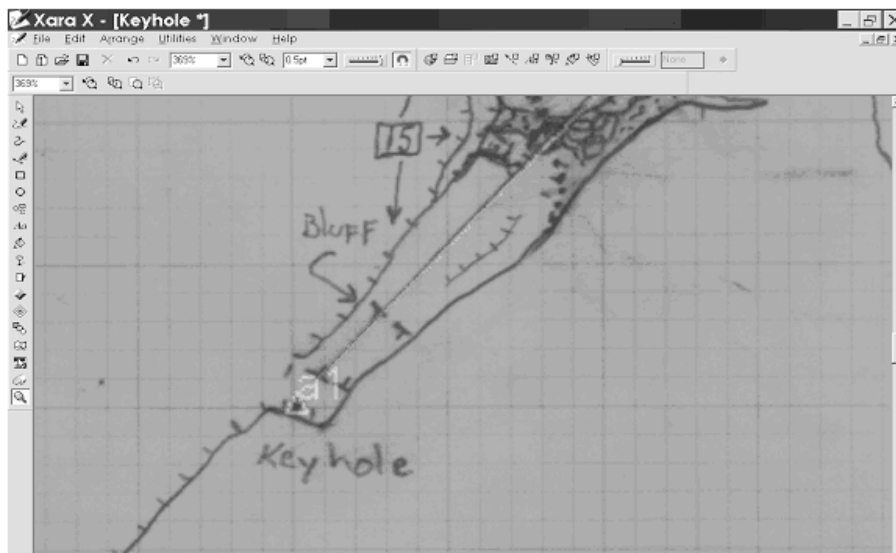 Xara X - [Keyhole *]
File Edit Arrange Utilities Window Help
369% 0.5pt None
369%
15
Bluff
a1
Keyhole